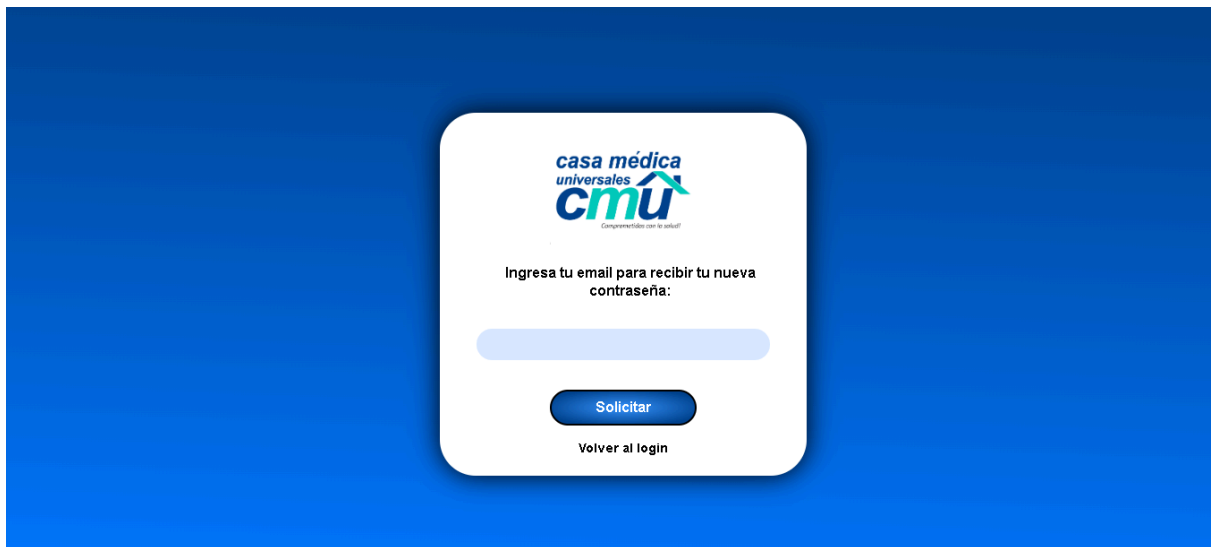 casa médica
universales
cmu
Comprometidos con la salud!
Ingresa tu email para recibir tu nueva
contraseña:
Solicitar
Volver al login